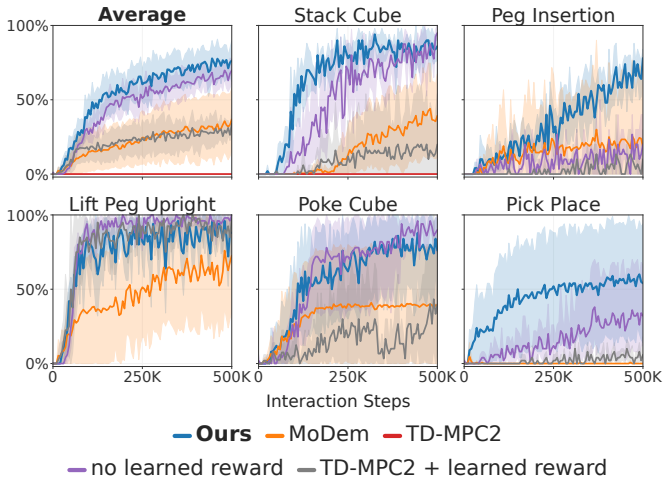 Average Stack Cube Peg Insertion
100%
50%
0%
Lift Peg Upright Poke Cube Pick Place
100%
50%
0%
0 250K 500K 0 250K 500K 0 250K 500K
Interaction Steps
Ours MoDem TD-MPC2
no learned reward TD-MPC2 + learned reward